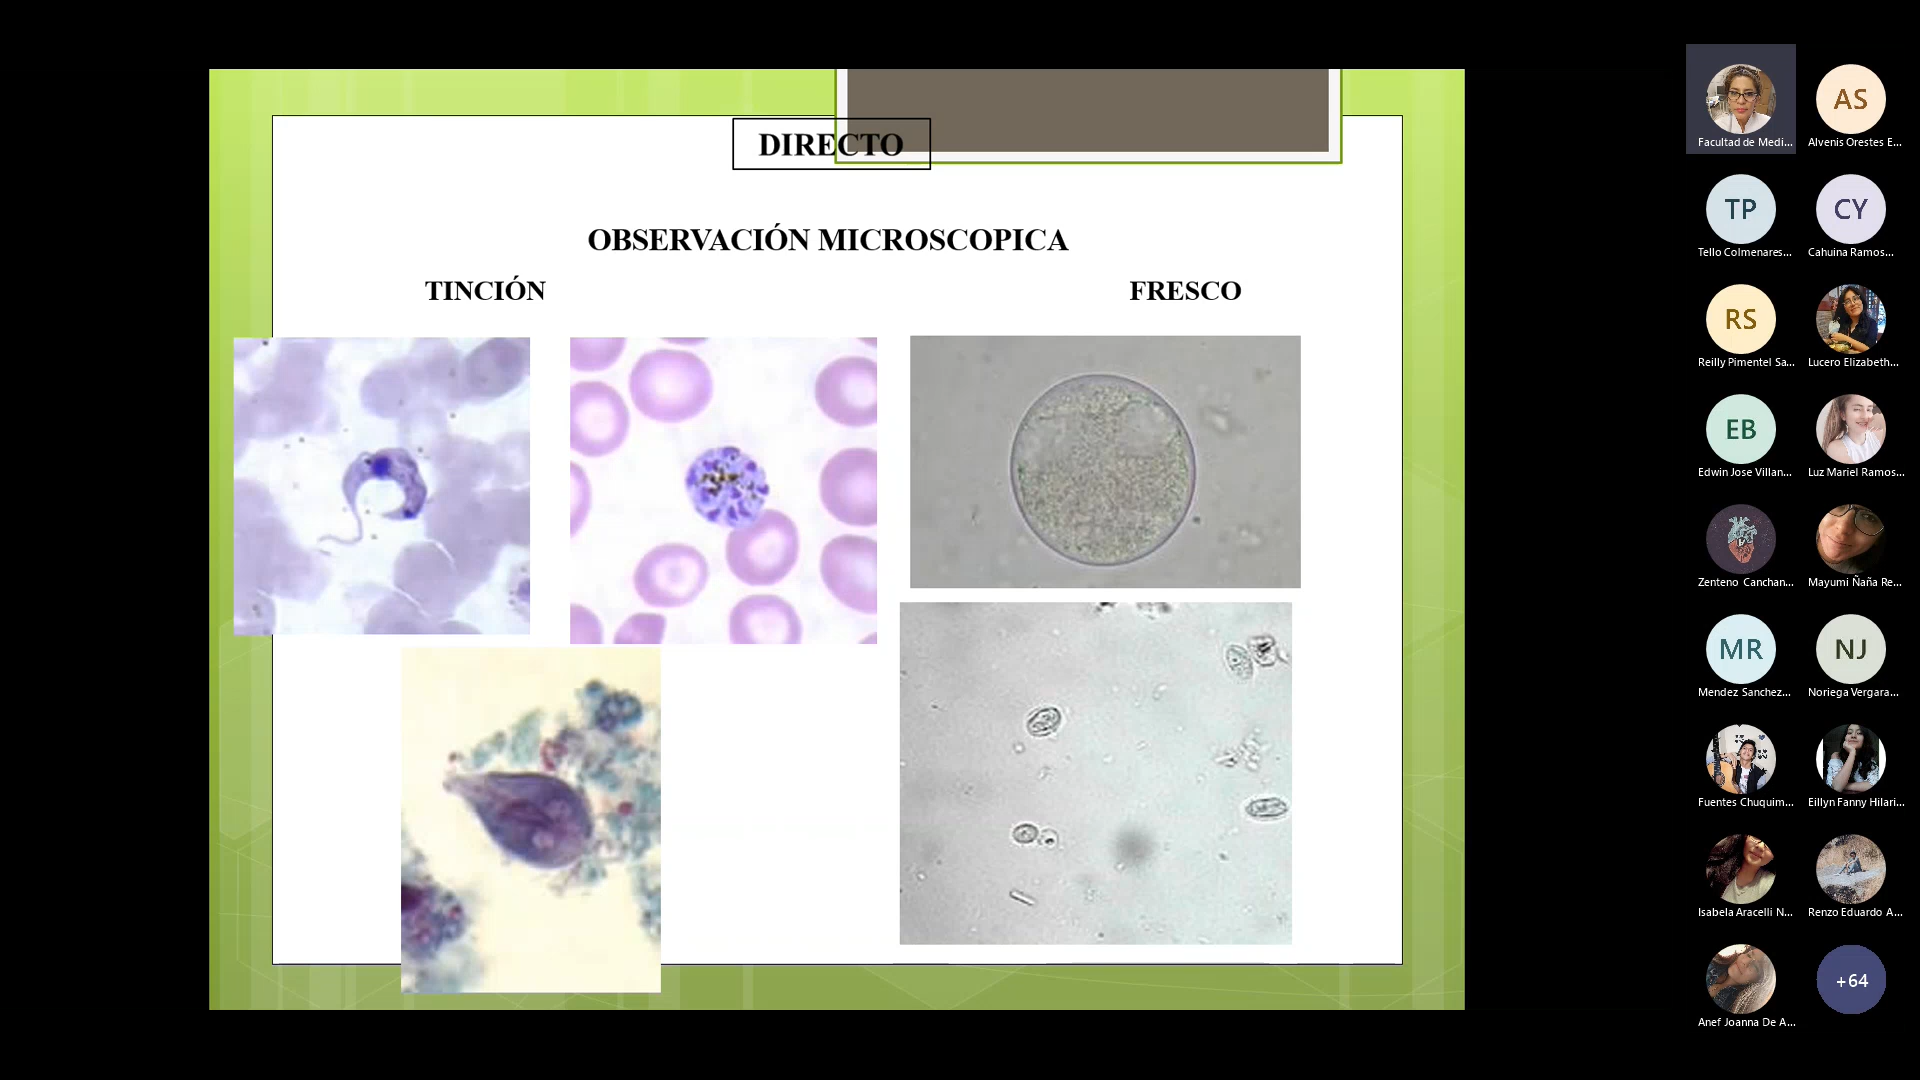 DIRECTO
OBSERVACIÓN MICROSCOPICA
TINCIÓN
FRESCO
Facultad de Medi...
AS
Alvenis Orestes E...
TP
Tello Colmenares...
CY
Cahuina Ramos...
RS
Reilly Pimentel Sa...
Lucero Elizabeth...
EB
Edwin Jose Villan...
Luz Mariel Ramos...
Zenteno Canchan...
Mayumi Ñaña Re...
MR
Mendez Sanchez...
NJ
Noriega Vergara...
Fuentes Chuquim...
Eillyn Fanny Hilari...
Isabela Aracelli N...
Renzo Eduardo A...
Anef Joanna De A...
+64